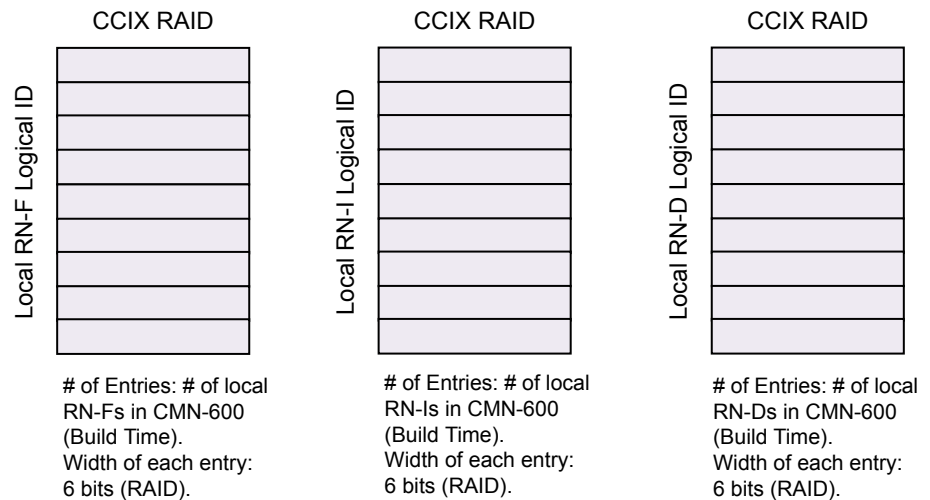 CCIX RAID
Local RN-F Logical ID
# of Entries: # of local
RN-Fs in CMN-600
(Build Time).
Width of each entry:
6 bits (RAID).
CCIX RAID
Local RN-I Logical ID
# of Entries: # of local
RN-Is in CMN-600
(Build Time).
Width of each entry:
6 bits (RAID).
CCIX RAID
Local RN-D Logical ID
# of Entries: # of local
RN-Ds in CMN-600
(Build Time).
Width of each entry:
6 bits (RAID).